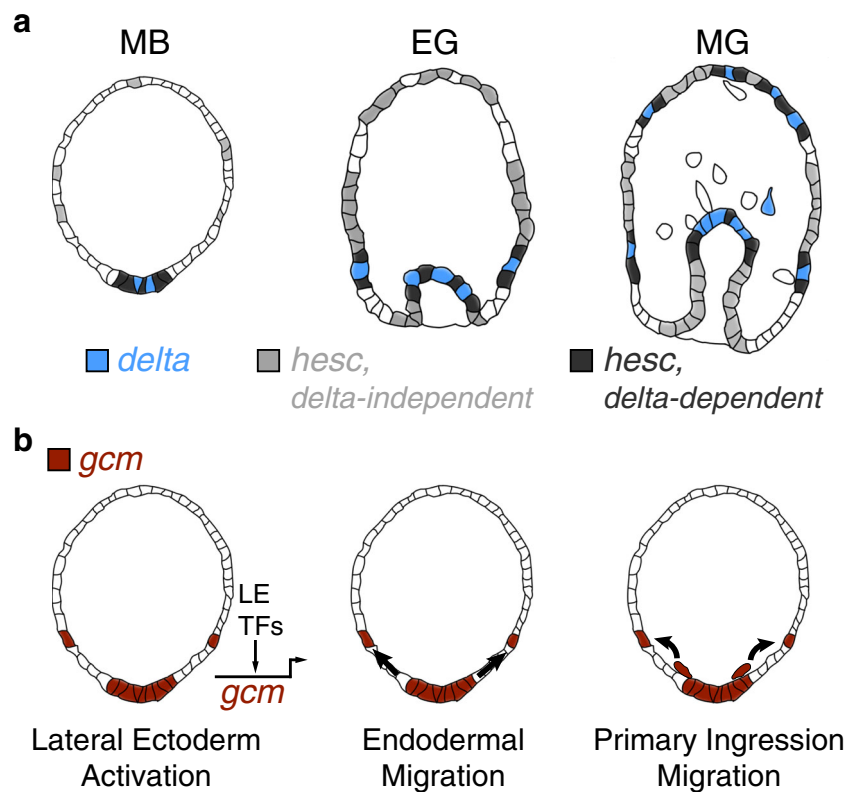 a
MB
EG
MG
delta
hesc,
delta-independent
hesc,
delta-dependent
b
gcm
LE
TFs
gcm
Lateral Ectoderm
Activation
Endodermal
Migration
Primary Ingression
Migration